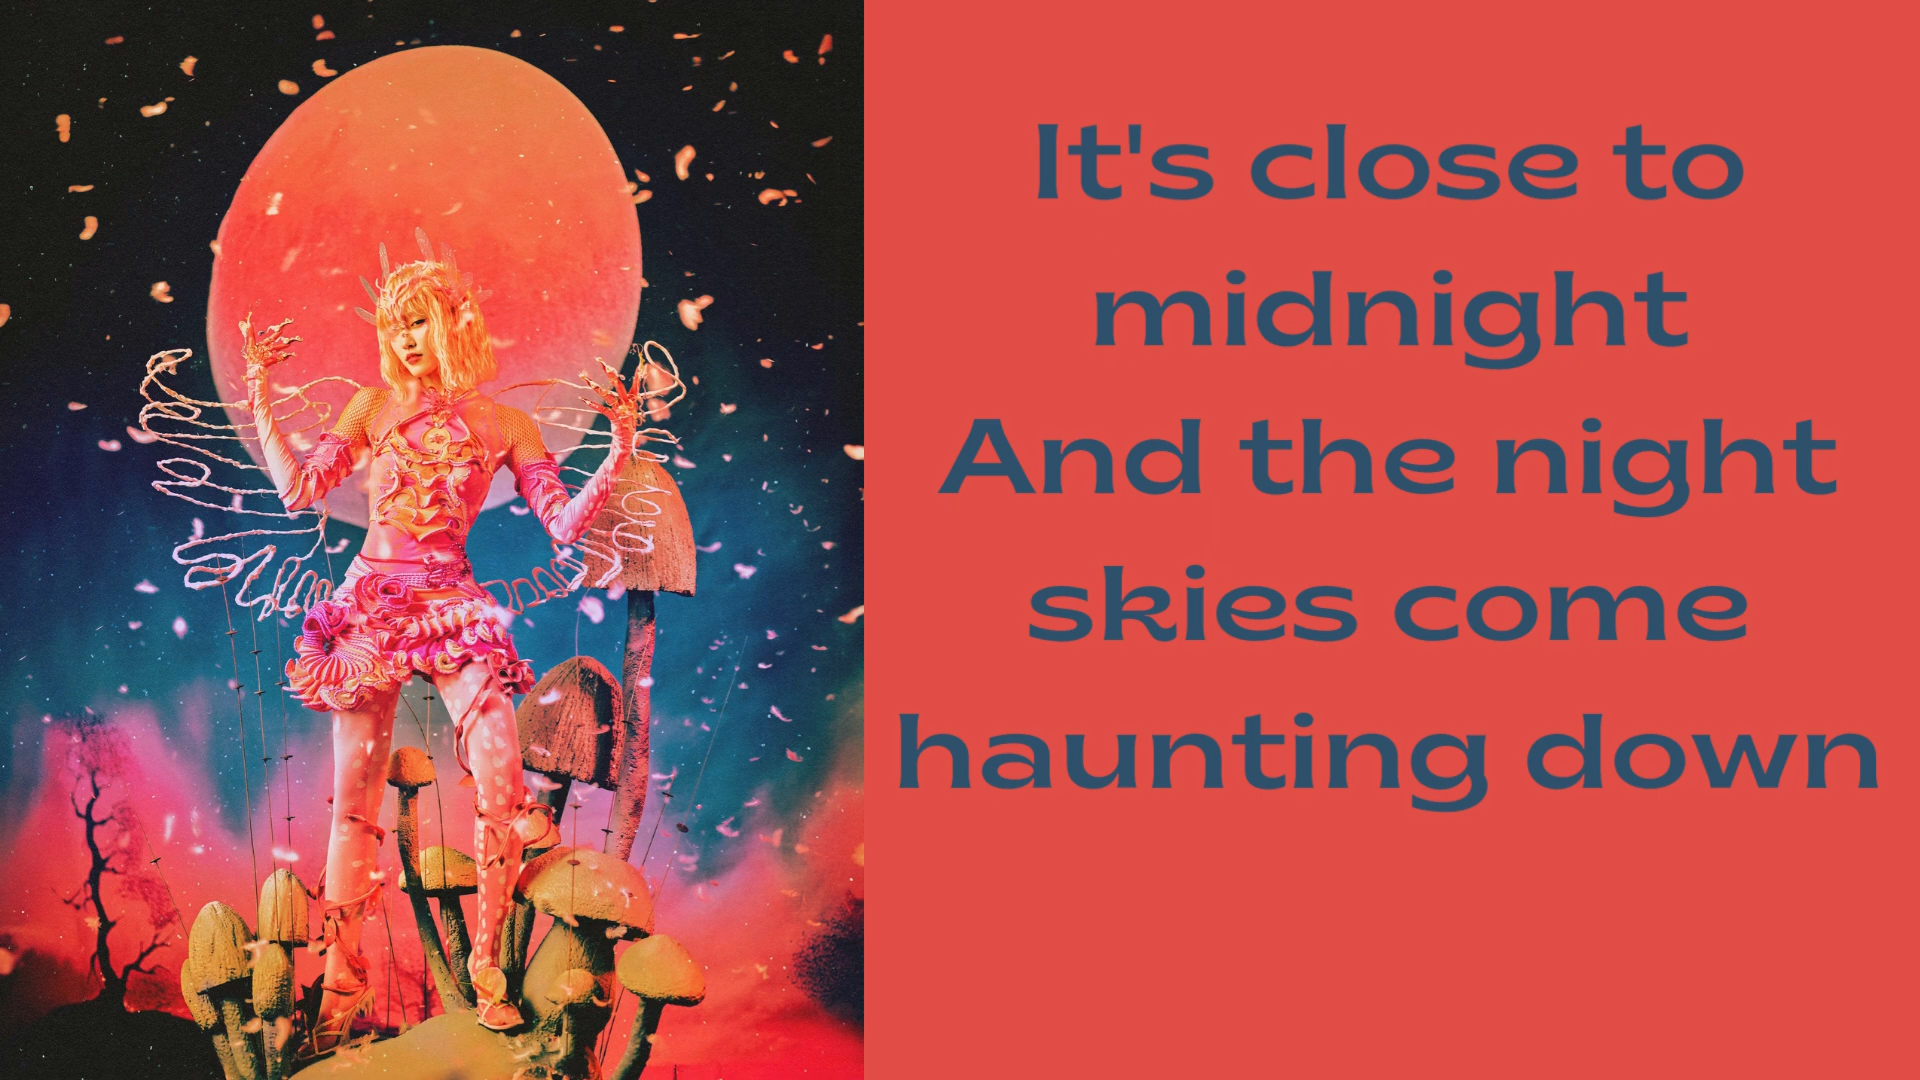 It's close to
midnight
And the night
skies come
haunting down